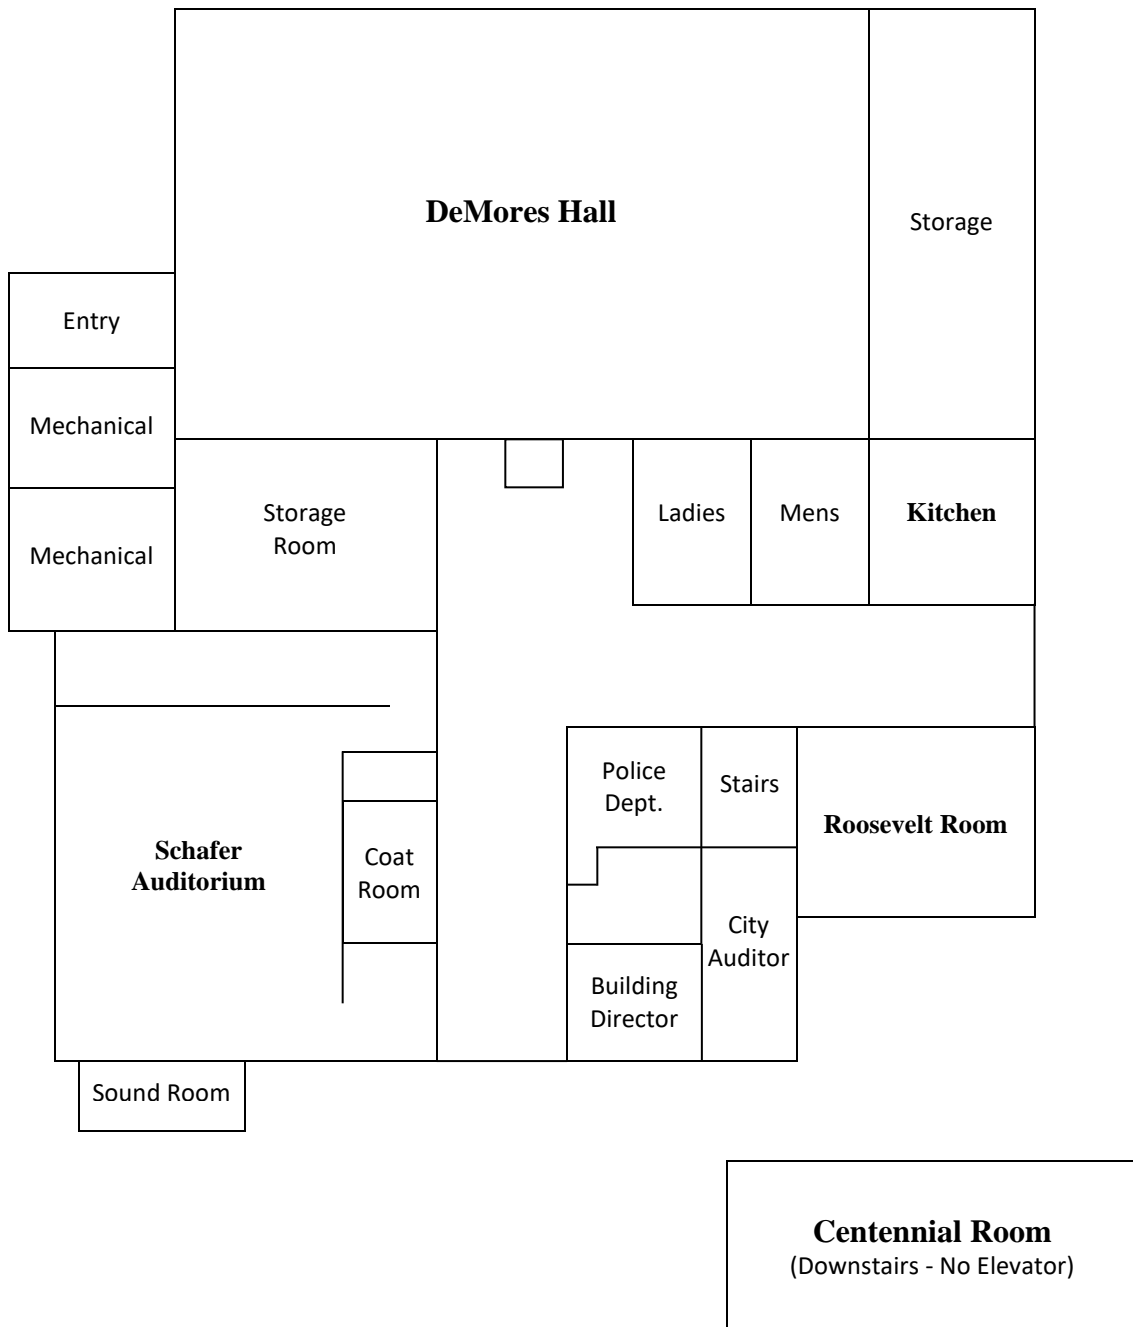 DeMores Hall
Storage
Entry
Mechanical
Mechanical
Storage
Room
Ladies
Mens
Kitchen
Police
Dept.
Stairs
Roosevelt Room
Schafer
Auditorium
Coat
Room
City
Auditor
Building
Director
Sound Room
Centennial Room
(Downstairs - No Elevator)